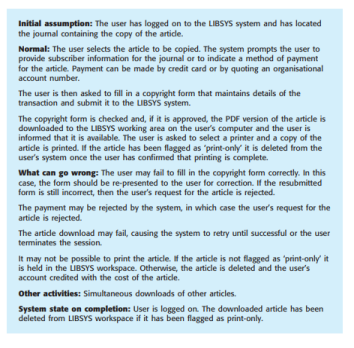 Initial assumption: The user has logged on to the LIBSYS system and has located
the journal containing the copy of the article.
Normal: The user selects the article to be copied. The system prompts the user to
provide subscriber information for the journal or to indicate a method of payment
for the article. Payment can be made by credit card or by quoting an organisational
account number.
The user is then asked to fill in a copyright form that maintains details of the
transaction and submit it to the LIBSYS system.
The copyright form is checked and, if it is approved, the PDF version of the article is
downloaded to the LIBSYS working area on the user's computer and the user is
informed that it is available. The user is asked to select a printer and a copy of the
article is printed. If the article has been flagged as 'print-only' it is deleted from the
user's system once the user has confirmed that printing is complete.
What can go wrong: The user may fail to fill in the copyright form correctly. In this
case, the form should be re-presented to the user for correction. If the resubmitted
form is still incorrect, then the user's request for the article is rejected.
The payment may be rejected by the system, in which case the user's request for the
article is rejected.
The article download may fail, causing the system to retry until successful or the user
terminates the session.
It may not be possible to print the article. If the article is not flagged as 'print-only' it
is held in the LIBSYS workspace. Otherwise, the article is deleted and the user's
account credited with the cost of the article.
Other activities: Simultaneous downloads of other articles.
System state on completion: User is logged on. The downloaded article has been
deleted from LIBSYS workspace if it has been flagged as print-only.